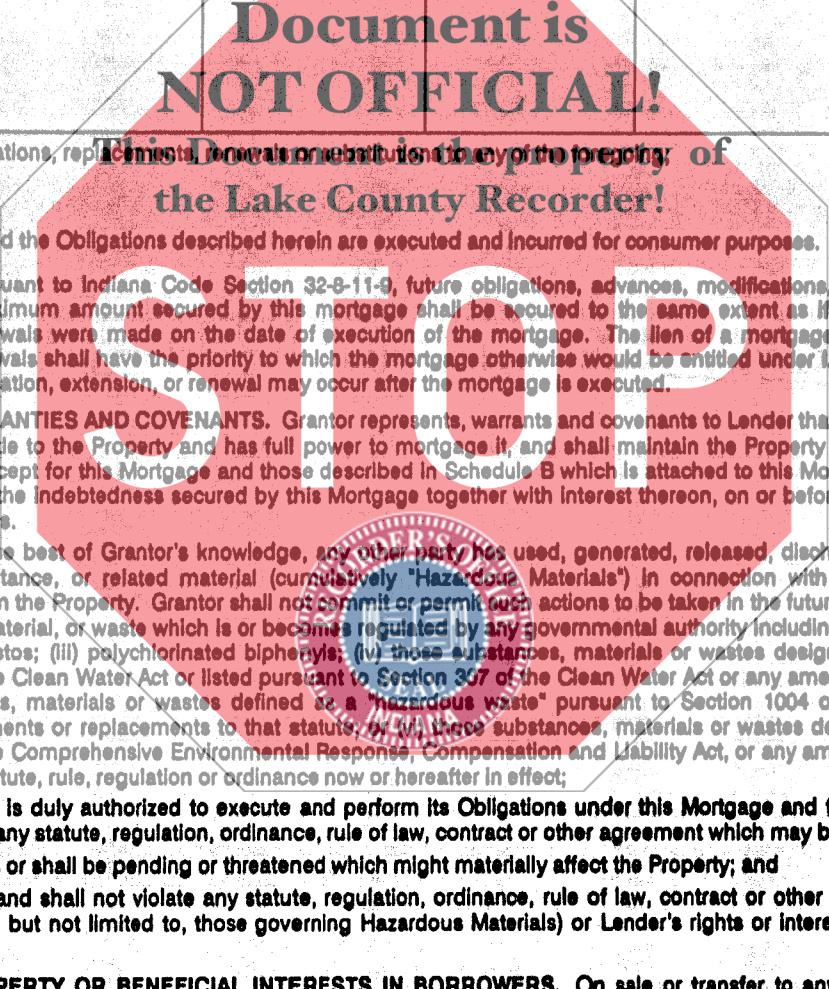 Document is
NOT OFFICIAL!
ations, replacements, renewals or substitutions to any of the foregoing;
This Document is the property of
the Lake County Recorder!
d the Obligations described herein are executed and incurred for consumer purposes.
STOP
uant to Indiana Code Section 32-8-11-9, future obligations, advances, modifications,
imum amount secured by this mortgage shall be secured to the same extent as if
wals were made on the date of execution of the mortgage. The lien of a mortgage
wals shall have the priority to which the mortgage otherwise would be entitled under
ation, extension, or renewal may occur after the mortgage is executed.
ANTIES AND COVENANTS. Grantor represents, warrants and covenants to Lender tha
le to the Property and has full power to mortgage it, and shall maintain the Property
cept for this Mortgage and those described in Schedule B which is attached to this Mo
he indebtedness secured by this Mortgage together with interest thereon, on or befo
s.
e best of Grantor's knowledge, any other party has used, generated, released, disch
tance, or related material (cumulatively "Hazardous Materials") in connection with
n the Property. Grantor shall not commit or permit such actions to be taken in the futur
aterial, or waste which is or becomes regulated by any governmental authority includin
stos; (iii) polychlorinated biphenyls; (iv) those substances, materials or wastes design
e Clean Water Act or listed pursuant to Section 307 of the Clean Water Act or any ame
s, materials or wastes defined as a "hazardous waste" pursuant to Section 1004 o
ments or replacements to that statute; or (vi) those substances, materials or wastes de
e Comprehensive Environmental Response, Compensation and Liability Act, or any am
tute, rule, regulation or ordinance now or hereafter in effect;
RECORDER'S OFFICE
SEAL
INDIANA
is duly authorized to execute and perform its Obligations under this Mortgage and
any statute, regulation, ordinance, rule of law, contract or other agreement which may b
s or shall be pending or threatened which might materially affect the Property; and
and shall not violate any statute, regulation, ordinance, rule of law, contract or other
but not limited to, those governing Hazardous Materials) or Lender's rights or intere
PERTY OR BENEFICIAL INTERESTS IN BORROWERS. On sale or transfer to any